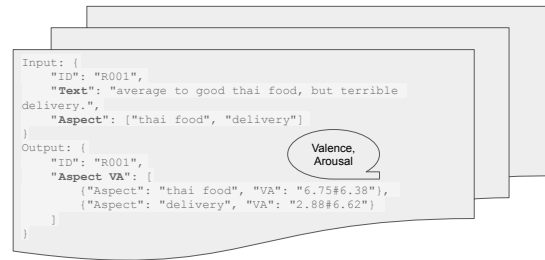 Input: {
"ID": "R001",
"Text": "average to good thai food, but terrible
delivery.",
"Aspect": ["thai food", "delivery"]
}
Output: {
"ID": "R001",
"Aspect VA": [
{"Aspect": "thai food", "VA": "6.75#6.38"},
{"Aspect": "delivery", "VA": "2.88#6.62"}
]
}
Valence,
Arousal